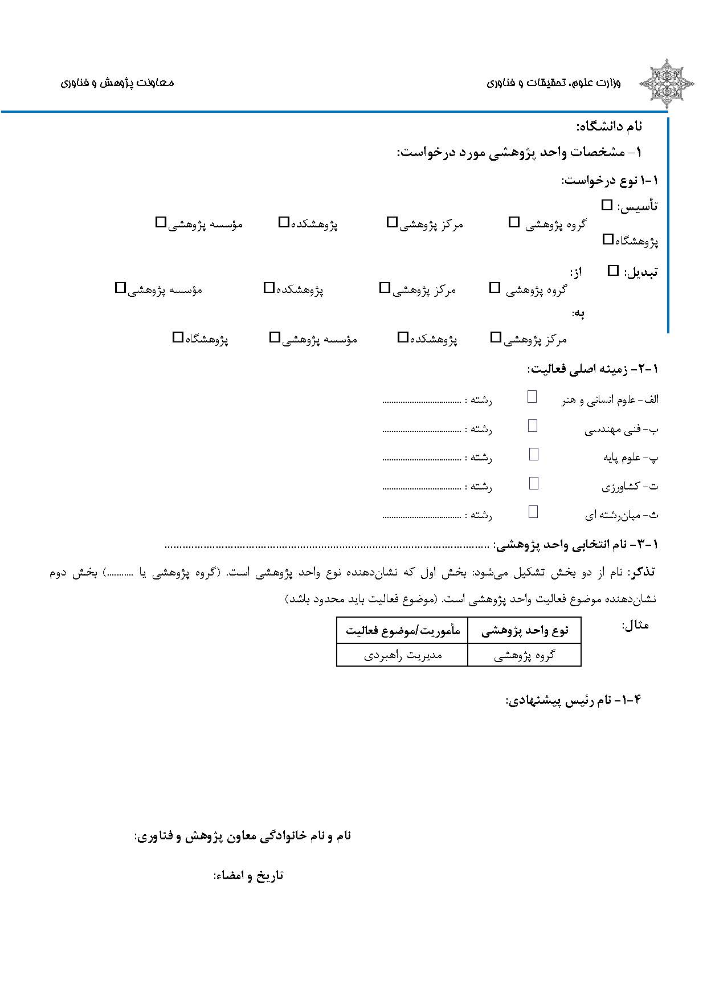 وزارت علوم، تحقیقات و فناوری
معاونت پژوهش و فناوری
نام دانشگاه:
۱- مشخصات واحد پژوهشی مورد درخواست:
۱-۱ نوع درخواست:
تأسیس: □
گروه پژوهشی □ مرکز پژوهشی□ پژوهشکده□ مؤسسه پژوهشی□
پژوهشگاه□
تبدیل: □ از:
گروه پژوهشی □ مرکز پژوهشی□ پژوهشکده□ مؤسسه پژوهشی□
به:
مرکز پژوهشی□ پژوهشکده□ مؤسسه پژوهشی□ پژوهشگاه□
۱-۲- زمینه اصلی فعالیت:
الف- علوم انسانی و هنر □ رشته : ...................................
ب- فنی مهندسی □ رشته : ...................................
پ- علوم پایه □ رشته : ...................................
ت- کشاورزی □ رشته : ...................................
ث- میان‌رشته ای □ رشته : ...................................
۱-۳- نام انتخابی واحد پژوهشی: ............................................................................................................
تذکر: نام از دو بخش تشکیل می‌شود: بخش اول که نشان‌دهنده نوع واحد پژوهشی است. (گروه پژوهشی یا ...........) بخش دوم
نشان‌دهنده موضوع فعالیت واحد پژوهشی است. (موضوع فعالیت باید محدود باشد)
مثال:
نوع واحد پژوهشی مأموریت/موضوع فعالیت
گروه پژوهشی مدیریت راهبردی
۴-۱- نام رئیس پیشنهادی:
نام و نام خانوادگی معاون پژوهش و فناوری:
تاریخ و امضاء: